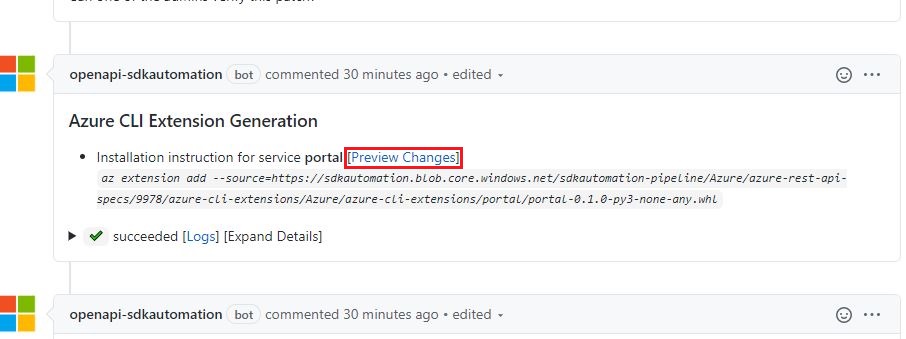 openapi-sdkautomation bot commented 30 minutes ago • edited
Azure CLI Extension Generation
• Installation instruction for service portal [Preview Changes]
az extension add --source=https://sdkautomation.blob.core.windows.net/sdkautomation-pipeline/Azure/azure-rest-api-
specs/9978/azure-cli-extensions/Azure/azure-cli-extensions/portal/portal-0.1.0-py3-none-any.whl
succeeded [Logs] [Expand Details]
openapi-sdkautomation bot commented 30 minutes ago • edited